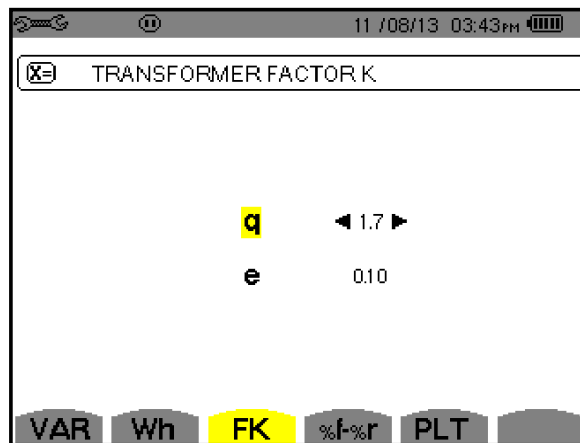 11 /08/13 03:43PM
X= TRANSFORMER FACTOR K
q ◀ 1.7 ▶
e 0.10
VAR Wh FK %f-%r PLT